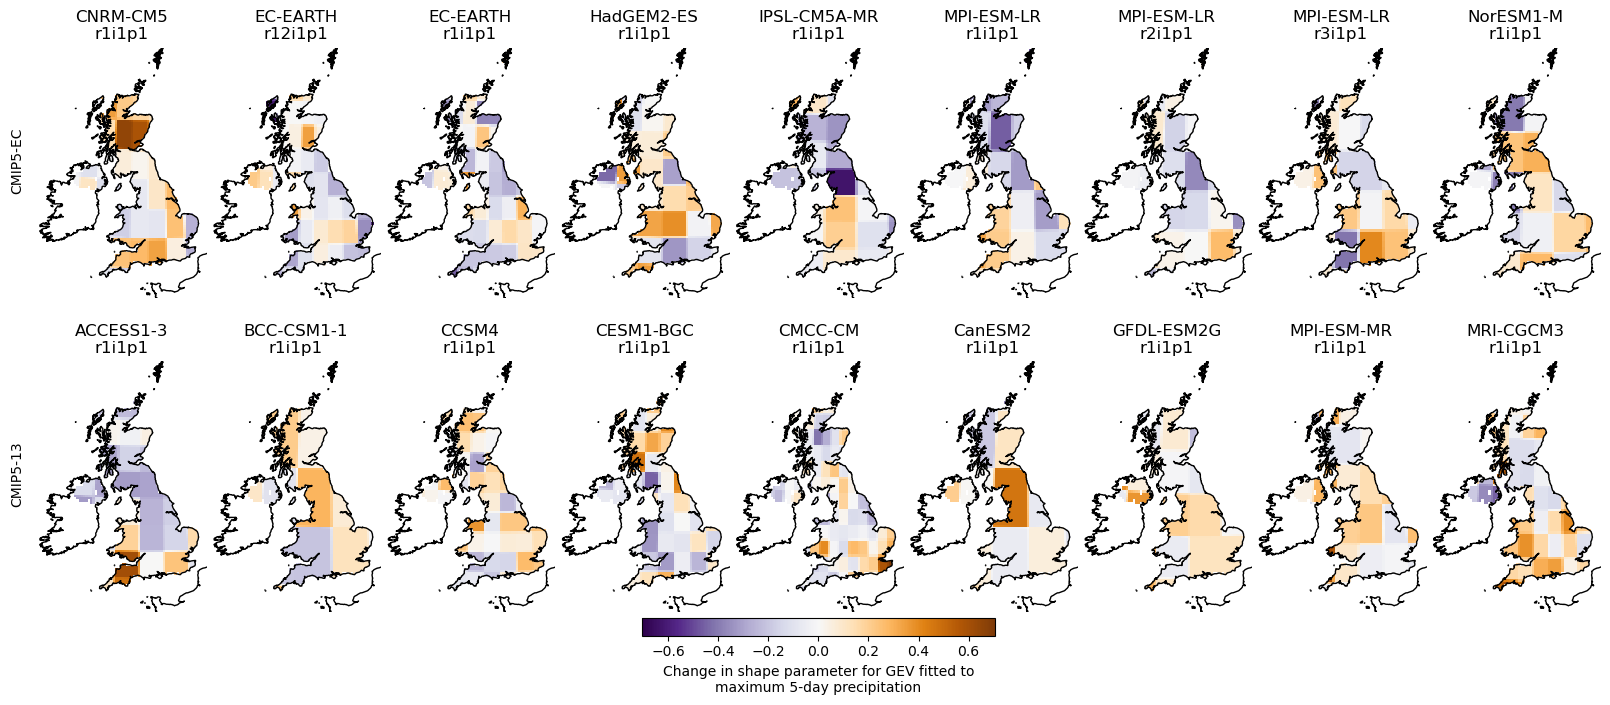 CNRM-CM5 EC-EARTH EC-EARTH HadGEM2-ES IPSL-CM5A-MR MPI-ESM-LR MPI-ESM-LR MPI-ESM-LR NorESM1-M
r1i1p1 r12i1p1 r1i1p1 r1i1p1 r1i1p1 r1i1p1 r2i1p1 r3i1p1 r1i1p1
CMIP5-EC
ACCESS1-3 BCC-CSM1-1 CCSM4 CESM1-BGC CMCC-CM CanESM2 GFDL-ESM2G MPI-ESM-MR MRI-CGCM3
r1i1p1 r1i1p1 r1i1p1 r1i1p1 r1i1p1 r1i1p1 r1i1p1 r1i1p1 r1i1p1
CMIP5-13
−0.6 −0.4 −0.2 0.0 0.2 0.4 0.6
Change in shape parameter for GEV fitted to
maximum 5-day precipitation